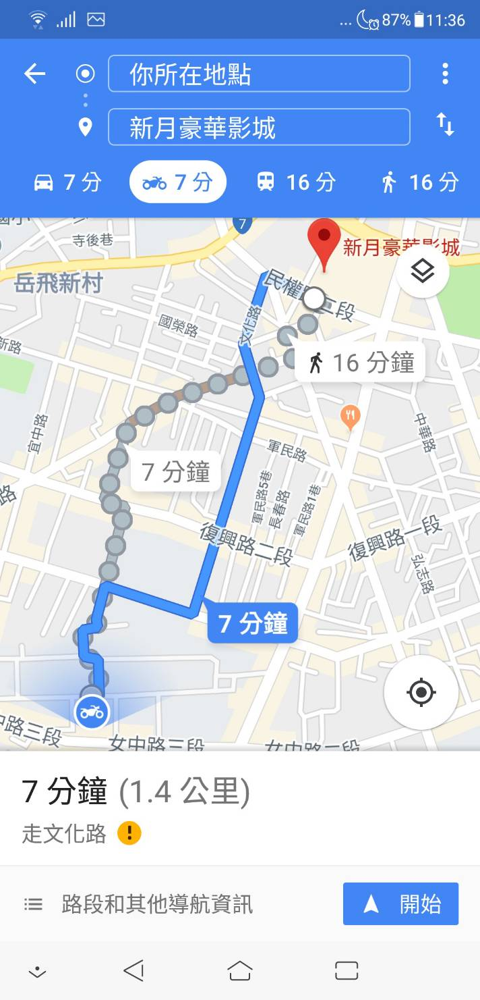 ... 87% 11:36
你所在地點
新月豪華影城
7 分 7 分 16 分 16 分
7
寺後巷
新月豪華影城
岳飛新村
民權路二段
國榮路
文化路
新路
16 分鐘
宜中路
中華路
軍民路
7 分鐘
軍民路5巷
長春路
軍民路1巷
路
復興路二段
復興路一段
弘志路
7 分鐘
中路三段
女中路三段
女中路二段
7 分鐘 (1.4 公里)
走文化路
路段和其他導航資訊
開始